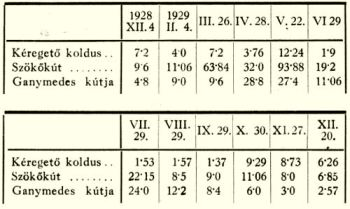 1928 XII. 4 1929 II. 4. III. 26. IV. 28. V. 22. VI 29
Kéregető koldus.. 7·2 4·0 7·2 3·76 12·24 1·9
Szökőkút ....... 9·6 11·06 63·84 32·0 93·88 19·2
Ganymedes kútja 4·8 9·0 9·6 28·8 27·4 11·06
VII. 29. VIII. 29. IX. 29. X. 30. XI. 27. XII. 20.
Kéregető koldus.. 1·53 1·57 1·37 9·29 8·73 6·26
Szökőkút ........ 22·15 8·5 9·0 11·06 8·0 6·85
Ganymedes kútja 24·0 12·2 8·4 6·0 3·0 2·57